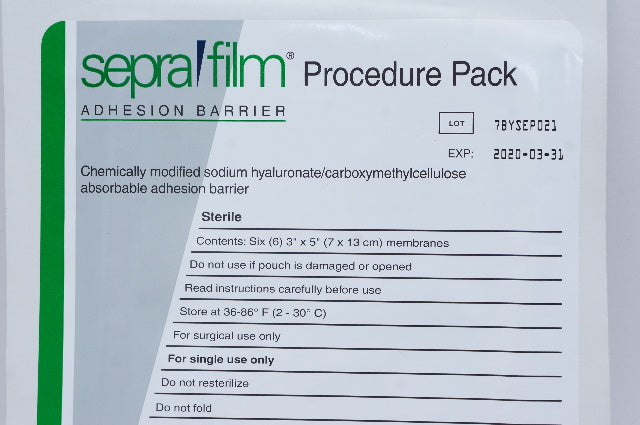 seprafilm® Procedure Pack
ADHESION BARRIER
LOT 7BYSEP021
EXP: 2020-03-31
Chemically modified sodium hyaluronate/carboxymethylcellulose
absorbable adhesion barrier
Sterile
Contents: Six (6) 3" x 5" (7 x 13 cm) membranes
Do not use if pouch is damaged or opened
Read instructions carefully before use
Store at 36-86° F (2 - 30° C)
For surgical use only
For single use only
Do not resterilize
Do not fold